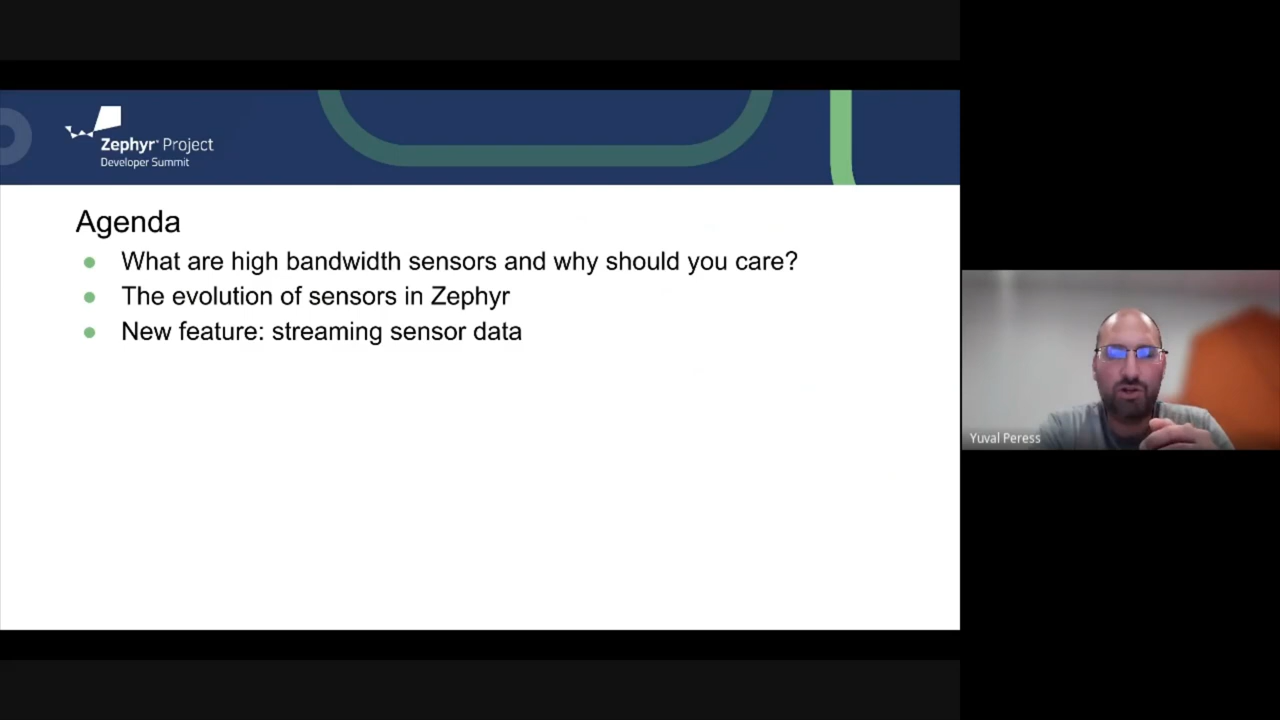 Zephyr® Project
Developer Summit
Agenda
What are high bandwidth sensors and why should you care?
The evolution of sensors in Zephyr
New feature: streaming sensor data
Yuval Peress